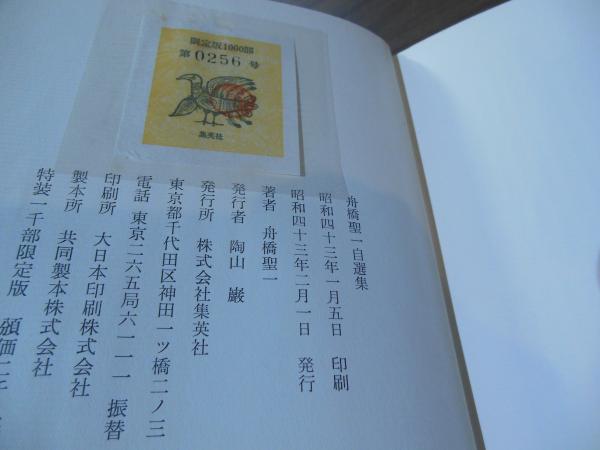 限定版1000部
第 0256 号
集英社
舟橋聖一自選集
昭和四十三年一月五日 印刷
昭和四十三年二月一日 発行
著者 舟橋聖一
発行者 陶山 巌
発行所 株式会社集英社
東京都千代田区神田一ツ橋二ノ三
電話 東京二六五局六一一一 振替
印刷所 大日本印刷株式会社
製本所 共同製本株式会社
特装一千部限定版 頒価二千